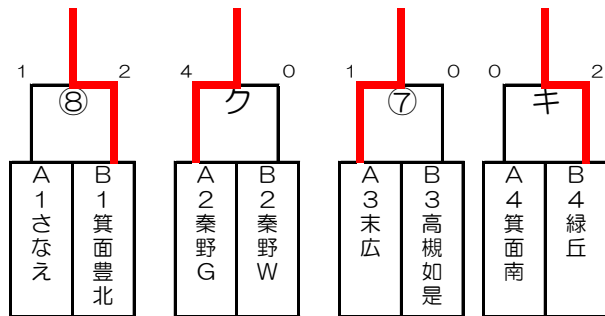 1 2
⑧
A1さなえ
B1箕面豊北
4 0
ク
A2秦野G
B2秦野W
1 0
⑦
A3末広
B3高槻如是
0 2
キ
A4箕面南
B4緑丘